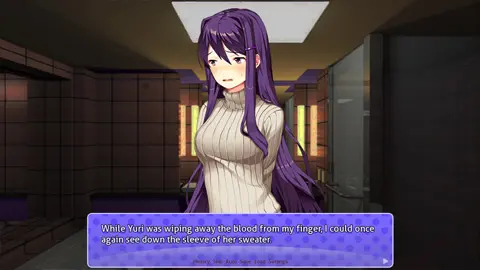 While Yuri was wiping away the blood from my finger, I could once
again see down the sleeve of her sweater.